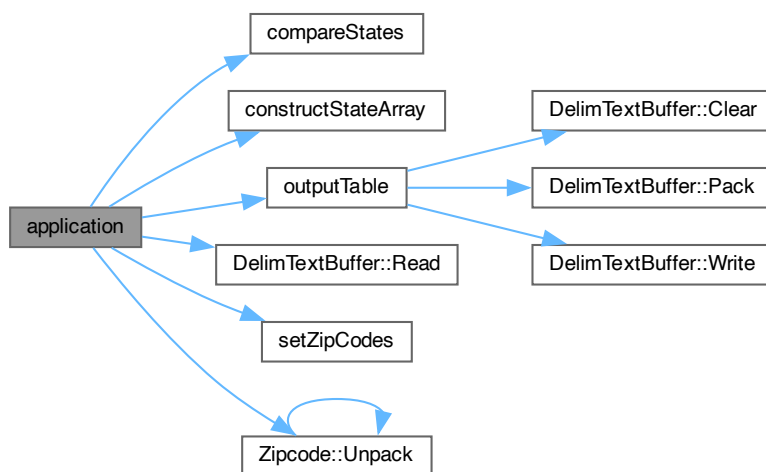 compareStates
constructStateArray
DelimTextBuffer::Clear
outputTable
DelimTextBuffer::Pack
application
DelimTextBuffer::Read
DelimTextBuffer::Write
setZipCodes
Zipcode::Unpack